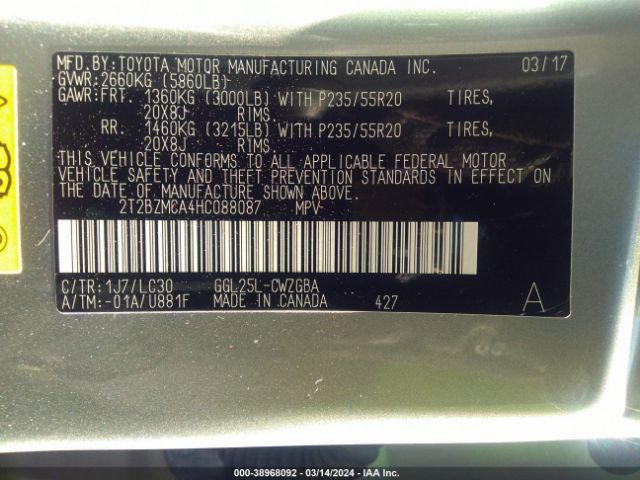 MFD.BY:TOYOTA MOTOR MANUFACTURING CANADA INC. 03/17
GVWR:2660KG (5860LB)
GAWR:FRT. 1360KG (3000LB) WITH P235/55R20 TIRES,
20X8J RIMS.
RR. 1460KG (3215LB) WITH P235/55R20 TIRES,
20X8J RIMS.
THIS VEHICLE CONFORMS TO ALL APPLICABLE FEDERAL MOTOR
VEHICLE SAFETY AND THEFT PREVENTION STANDARDS IN EFFECT ON
THE DATE OF MANUFACTURE SHOWN ABOVE.
2T2BZMCA4HC088087 MPV
C/TR:1J7/LC30 GGL25L-CWZGBA
A/TM:-01A/U881F MADE IN CANADA 427 A
000-38968092 - 03/14/2024 - IAA Inc.